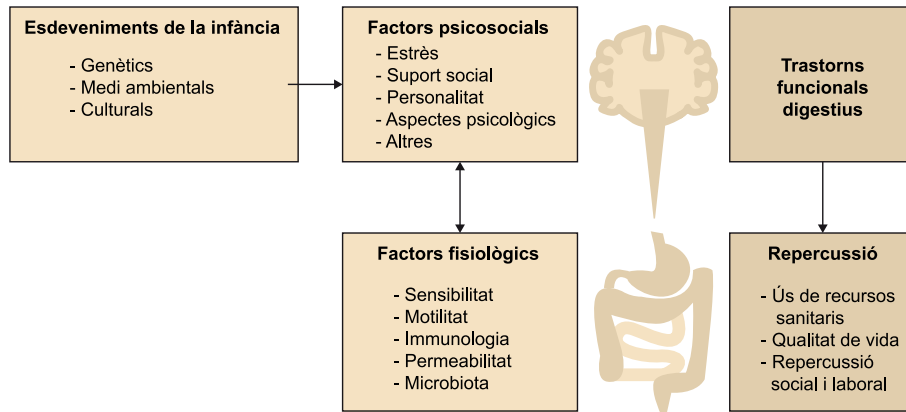 Esdeveniments de la infància
- Genètics
- Medi ambientals
- Culturals
Factors psicosocials
- Estrès
- Suport social
- Personalitat
- Aspectes psicològics
- Altres
Factors fisiològics
- Sensibilitat
- Motilitat
- Immunologia
- Permeabilitat
- Microbiota
Trastorns
funcionals
digestius
Repercussió
- Ús de recursos
sanitaris
- Qualitat de vida
- Repercussió
social i laboral